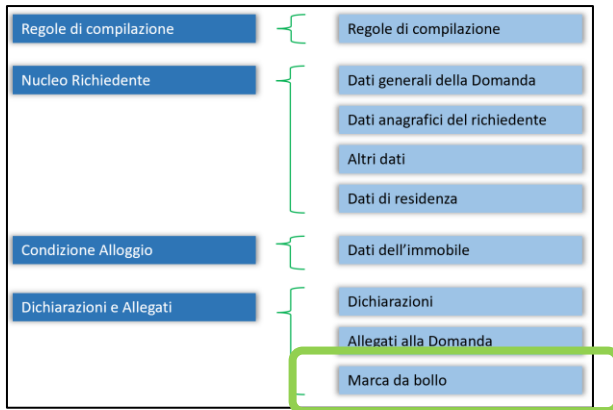 Regole di compilazione
Regole di compilazione
Nucleo Richiedente
Dati generali della Domanda
Dati anagrafici del richiedente
Altri dati
Dati di residenza
Condizione Alloggio
Dati dell'immobile
Dichiarazioni e Allegati
Dichiarazioni
Allegati alla Domanda
Marca da bollo